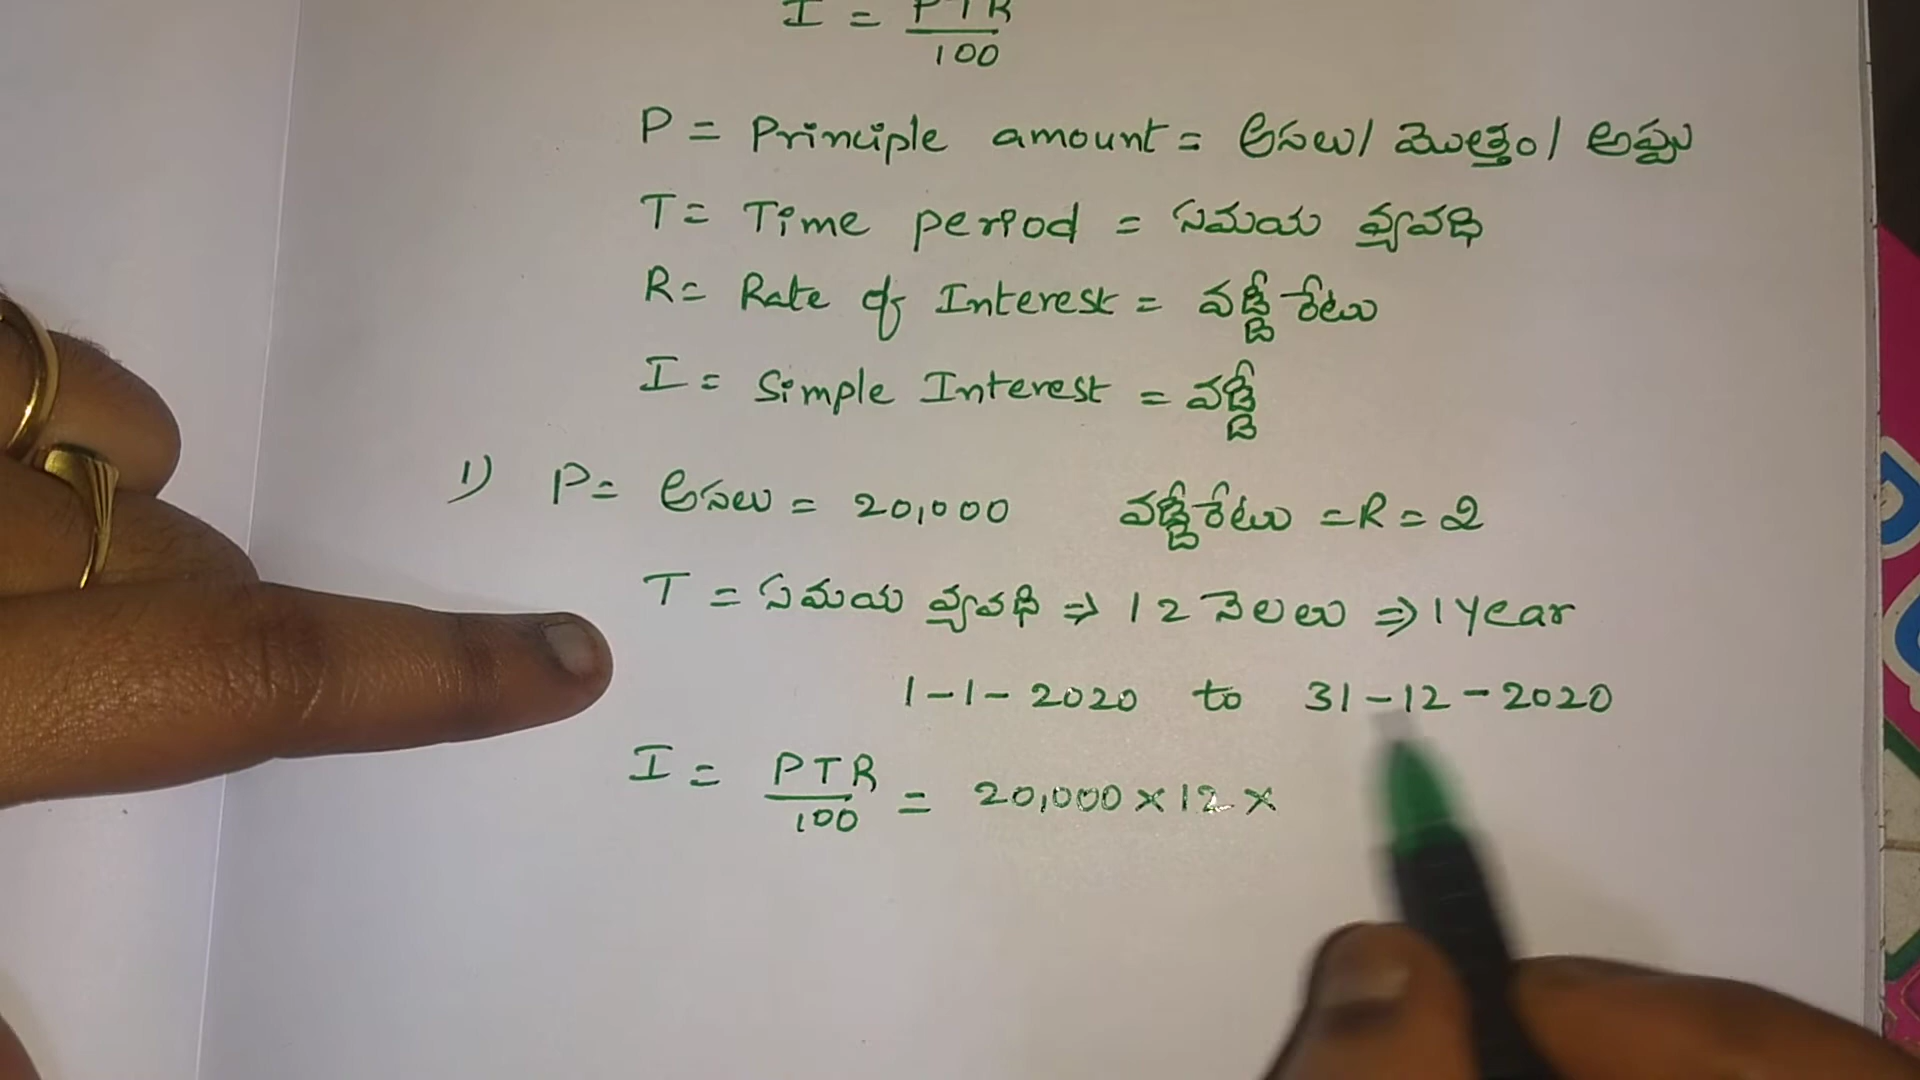 I = PTR
100
P = Principle amount = అసలు/ మొత్తం/ అప్పు
T = Time period = సమయ వ్యవధి
R = Rate of Interest = వడ్డీ రేటు
I = Simple Interest = వడ్డీ
1) P = అసలు = 20,000 వడ్డీరేటు = R = 2
T = సమయ వ్యవధి => 12 నెలలు => 1 year
1-1-2020 to 31-12-2020
I = PTR/100 = 20,000 × 12 ×